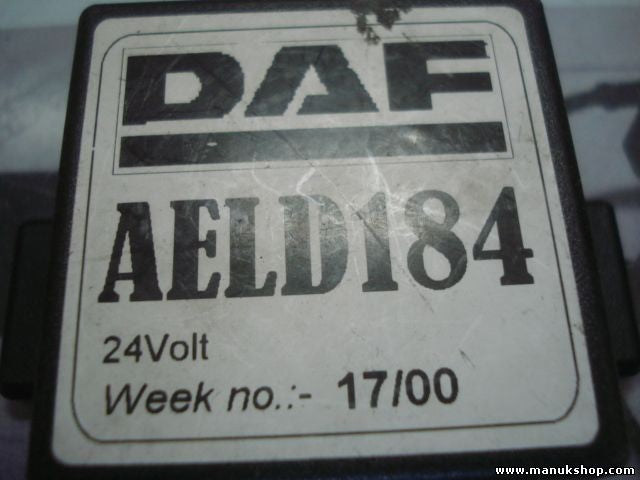 DAF
AELD184
24Volt
Week no.:- 17/00
www.manukshop.com